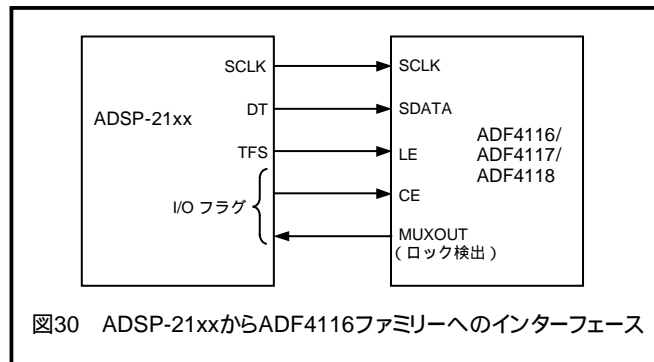 SCLK
DT
ADSP-21xx
TFS
I/O フラグ
SCLK
SDATA
ADF4116/
ADF4117/
ADF4118
LE
CE
MUXOUT
(ロック検出)
図30 ADSP-21xxからADF4116ファミリーへのインターフェース